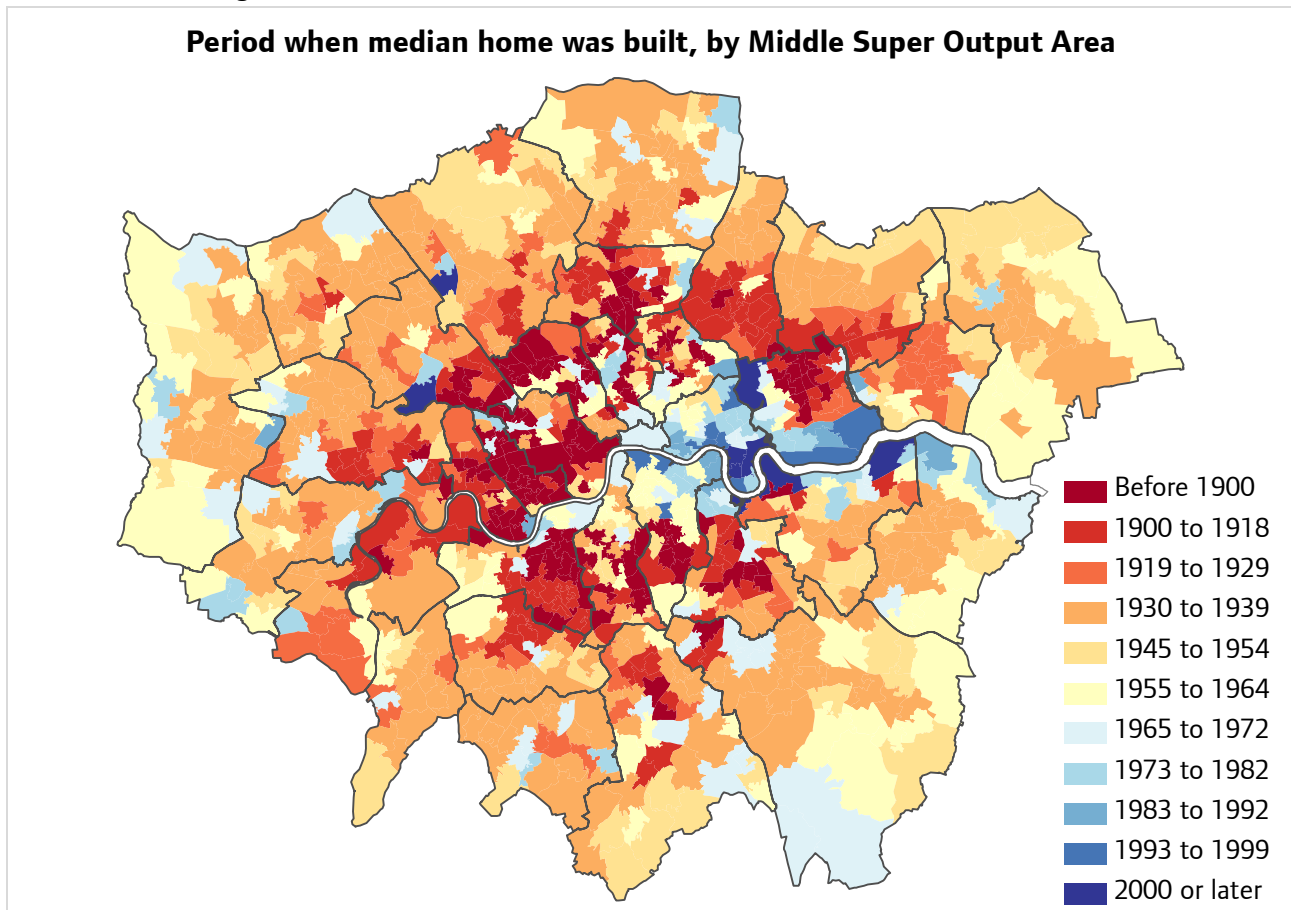 Period when median home was built, by Middle Super Output Area
Before 1900
1900 to 1918
1919 to 1929
1930 to 1939
1945 to 1954
1955 to 1964
1965 to 1972
1973 to 1982
1983 to 1992
1993 to 1999
2000 or later